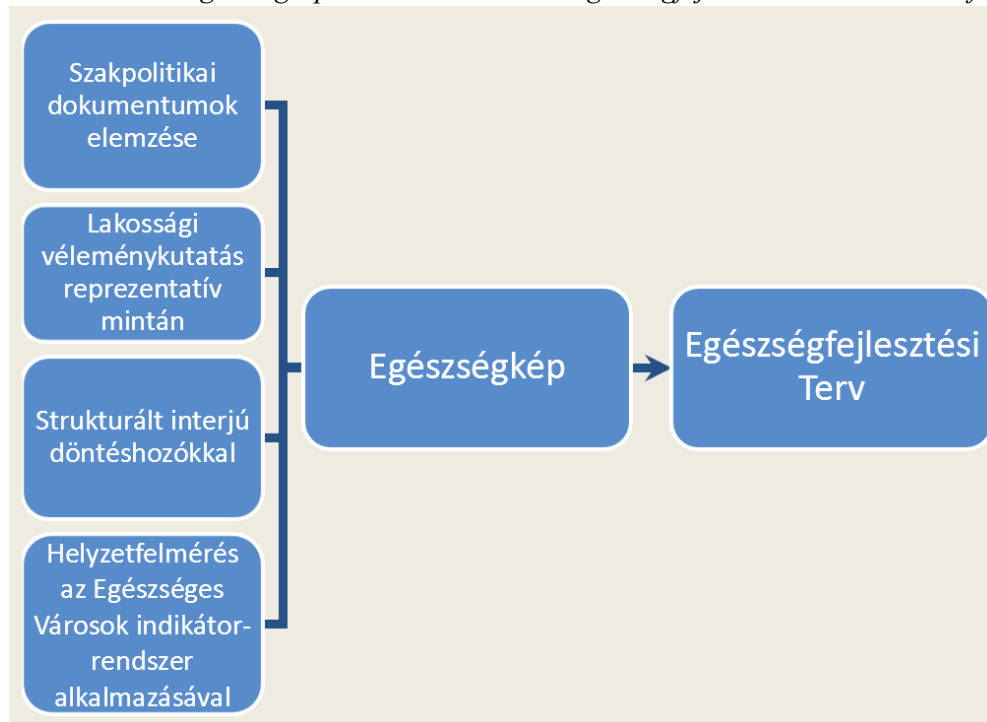 Szakpolitikai
dokumentumok
elemzése
Lakossági
véleménykutatás
reprezentatív
mintán
Strukturált interjú
döntéshozókkal
Helyzetfelmérés
az Egészséges
Városok indikátor-
rendszer
alkalmazásával
Egészségkép
Egészségfejlesztési
Terv